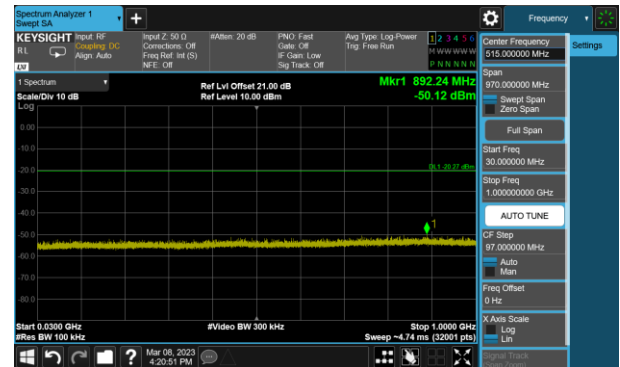 Spectrum Analyzer 1
Swept SA
+
Frequency
KEYSIGHT
RL
LXI
Input: RF
Coupling: DC
Align: Auto
Input Z: 50 Ω
Corrections: Off
Freq Ref: Int (S)
NFE: Off
#Atten: 20 dB
PNO: Fast
Gate: Off
IF Gain: Low
Sig Track: Off
Avg Type: Log-Power
Trig: Free Run
1 2 3 4 5 6
M W W W W W
P N N N N N
Center Frequency
515.000000 MHz
Settings
Span
970.000000 MHz
Swept Span
Zero Span
Full Span
Start Freq
30.000000 MHz
Stop Freq
1.000000000 GHz
AUTO TUNE
CF Step
97.000000 MHz
Auto
Man
Freq Offset
0 Hz
X Axis Scale
Log
Lin
Signal Track
(Span Zoom)
1 Spectrum
Scale/Div 10 dB
Log
Ref Lvl Offset 21.00 dB
Ref Level 10.00 dBm
Mkr1 892.24 MHz
-50.12 dBm
0.00
-10.0
-20.0
DL1 -20.27 dBm
-30.0
-40.0
1
-50.0
-60.0
-70.0
-80.0
Start 0.0300 GHz
#Res BW 100 kHz
#Video BW 300 kHz
Stop 1.0000 GHz
Sweep ~4.74 ms (32001 pts)
?
Mar 08, 2023
4:20:51 PM